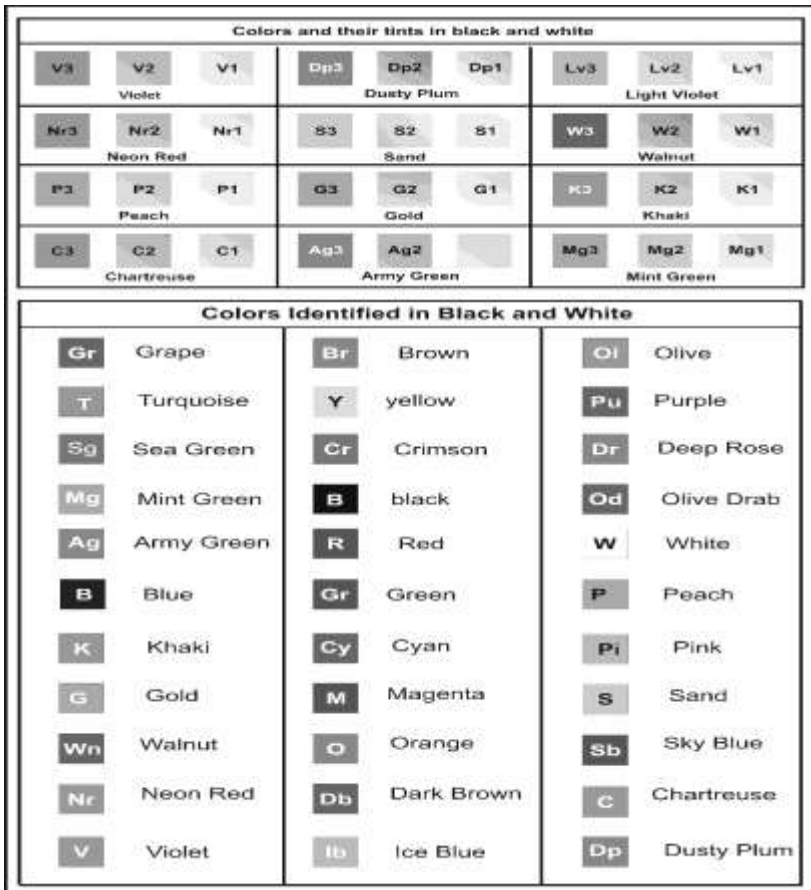 Colors and their tints in black and white
V3 V2 V1 Dp3 Dp2 Dp1 Lv3 Lv2 Lv1
Violet Dusty Plum Light Violet
Nr3 Nr2 Nr1 S3 S2 S1 W3 W2 W1
Neon Red Sand Walnut
P3 P2 P1 G3 G2 G1 K3 K2 K1
Peach Gold Khaki
C3 C2 C1 Ag3 Ag2 Mg3 Mg2 Mg1
Chartreuse Army Green Mint Green
Colors Identified in Black and White
Gr Grape Br Brown Ol Olive
T Turquoise Y yellow Pu Purple
Sg Sea Green Cr Crimson Dr Deep Rose
Mg Mint Green B black Od Olive Drab
Ag Army Green R Red W White
B Blue Gr Green P Peach
K Khaki Cy Cyan Pi Pink
G Gold M Magenta S Sand
Wn Walnut O Orange Sb Sky Blue
Nr Neon Red Db Dark Brown C Chartreuse
V Violet Ib Ice Blue Dp Dusty Plum